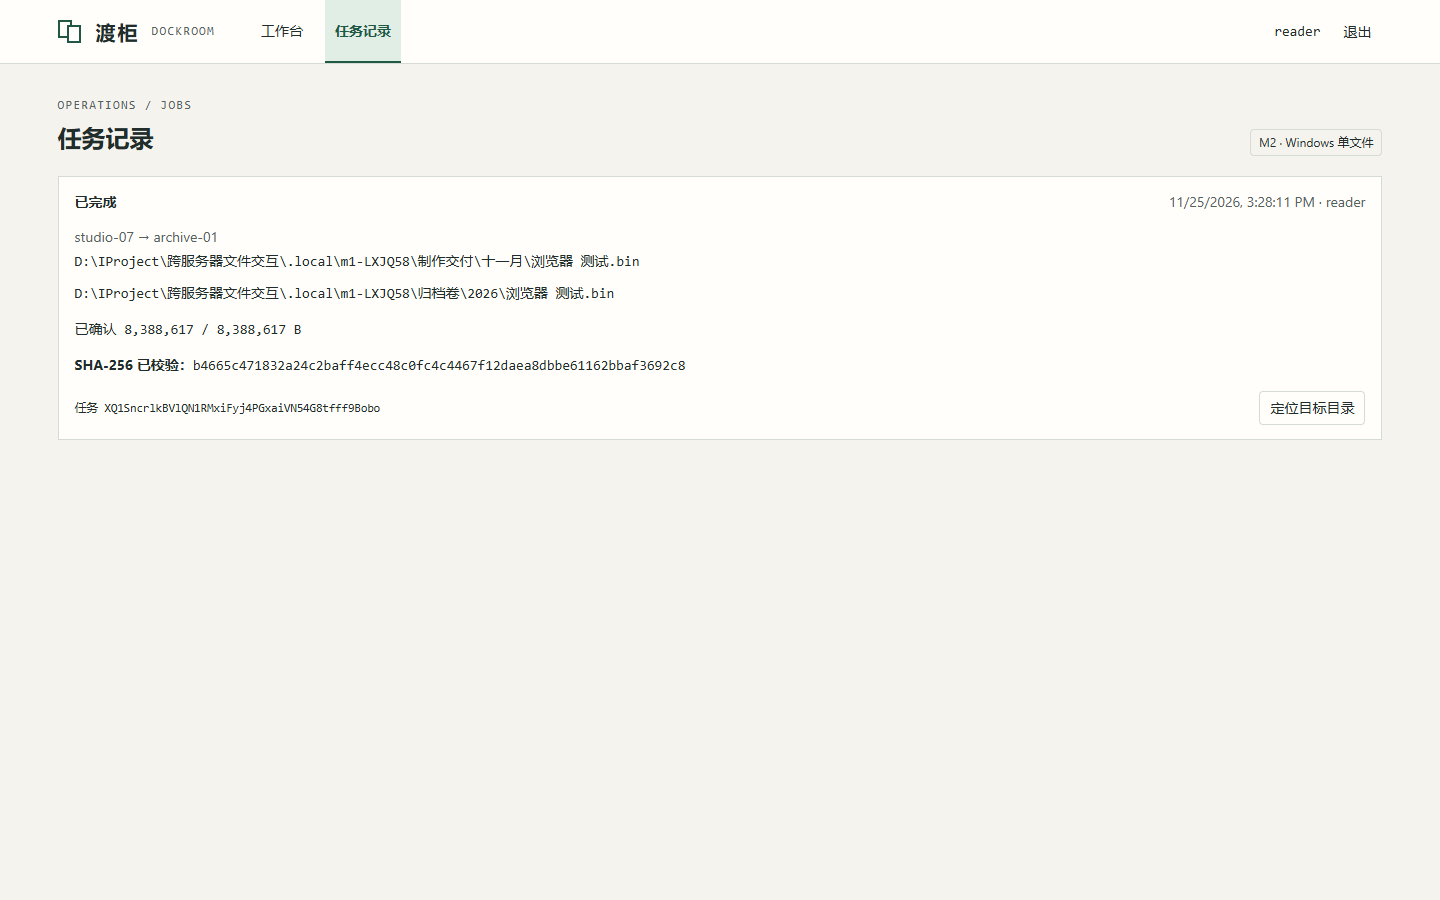 渡柜 DOCKROOM 工作台 任务记录 reader 退出
OPERATIONS / JOBS
任务记录
M2 · Windows 单文件
已完成 11/25/2026, 3:28:11 PM · reader
studio-07 → archive-01
D:\IProject\跨服务器文件交互\.local\m1-LXJQ58\制作交付\十一月\浏览器 测试.bin
D:\IProject\跨服务器文件交互\.local\m1-LXJQ58\归档卷\2026\浏览器 测试.bin
已确认 8,388,617 / 8,388,617 B
SHA-256 已校验： b4665c471832a24c2baff4ecc48c0fc4c4467f12daea8dbbe61162bbaf3692c8
任务 XQ1SncrlkBVlQN1RMxiFyj4PGxaiVN54G8tfff9Bobo 定位目标目录